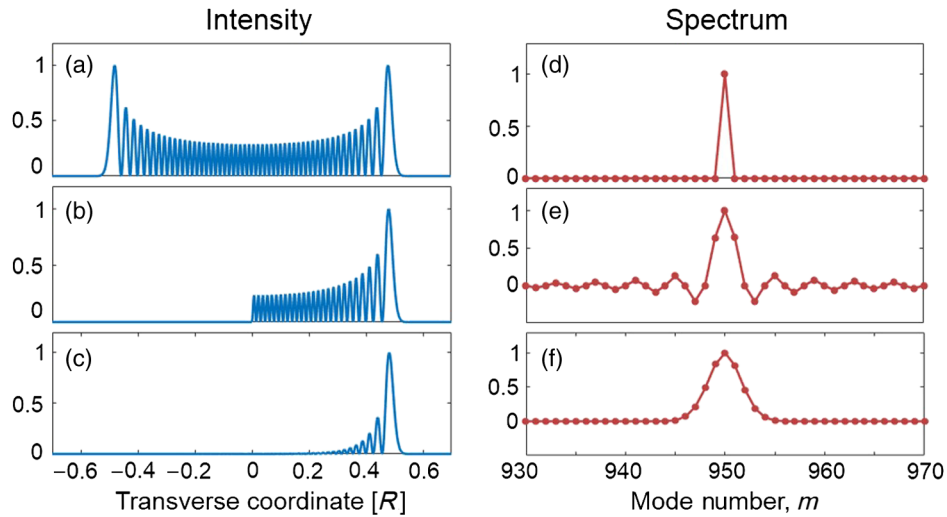 Intensity
Spectrum
(a)
1
0.5
0
(d)
1
0.5
0
(b)
1
0.5
0
(e)
1
0.5
0
(c)
1
0.5
0
(f)
1
0.5
0
−0.6 −0.4 −0.2 0 0.2 0.4 0.6
930 940 950 960 970
Transverse coordinate [R]
Mode number, m